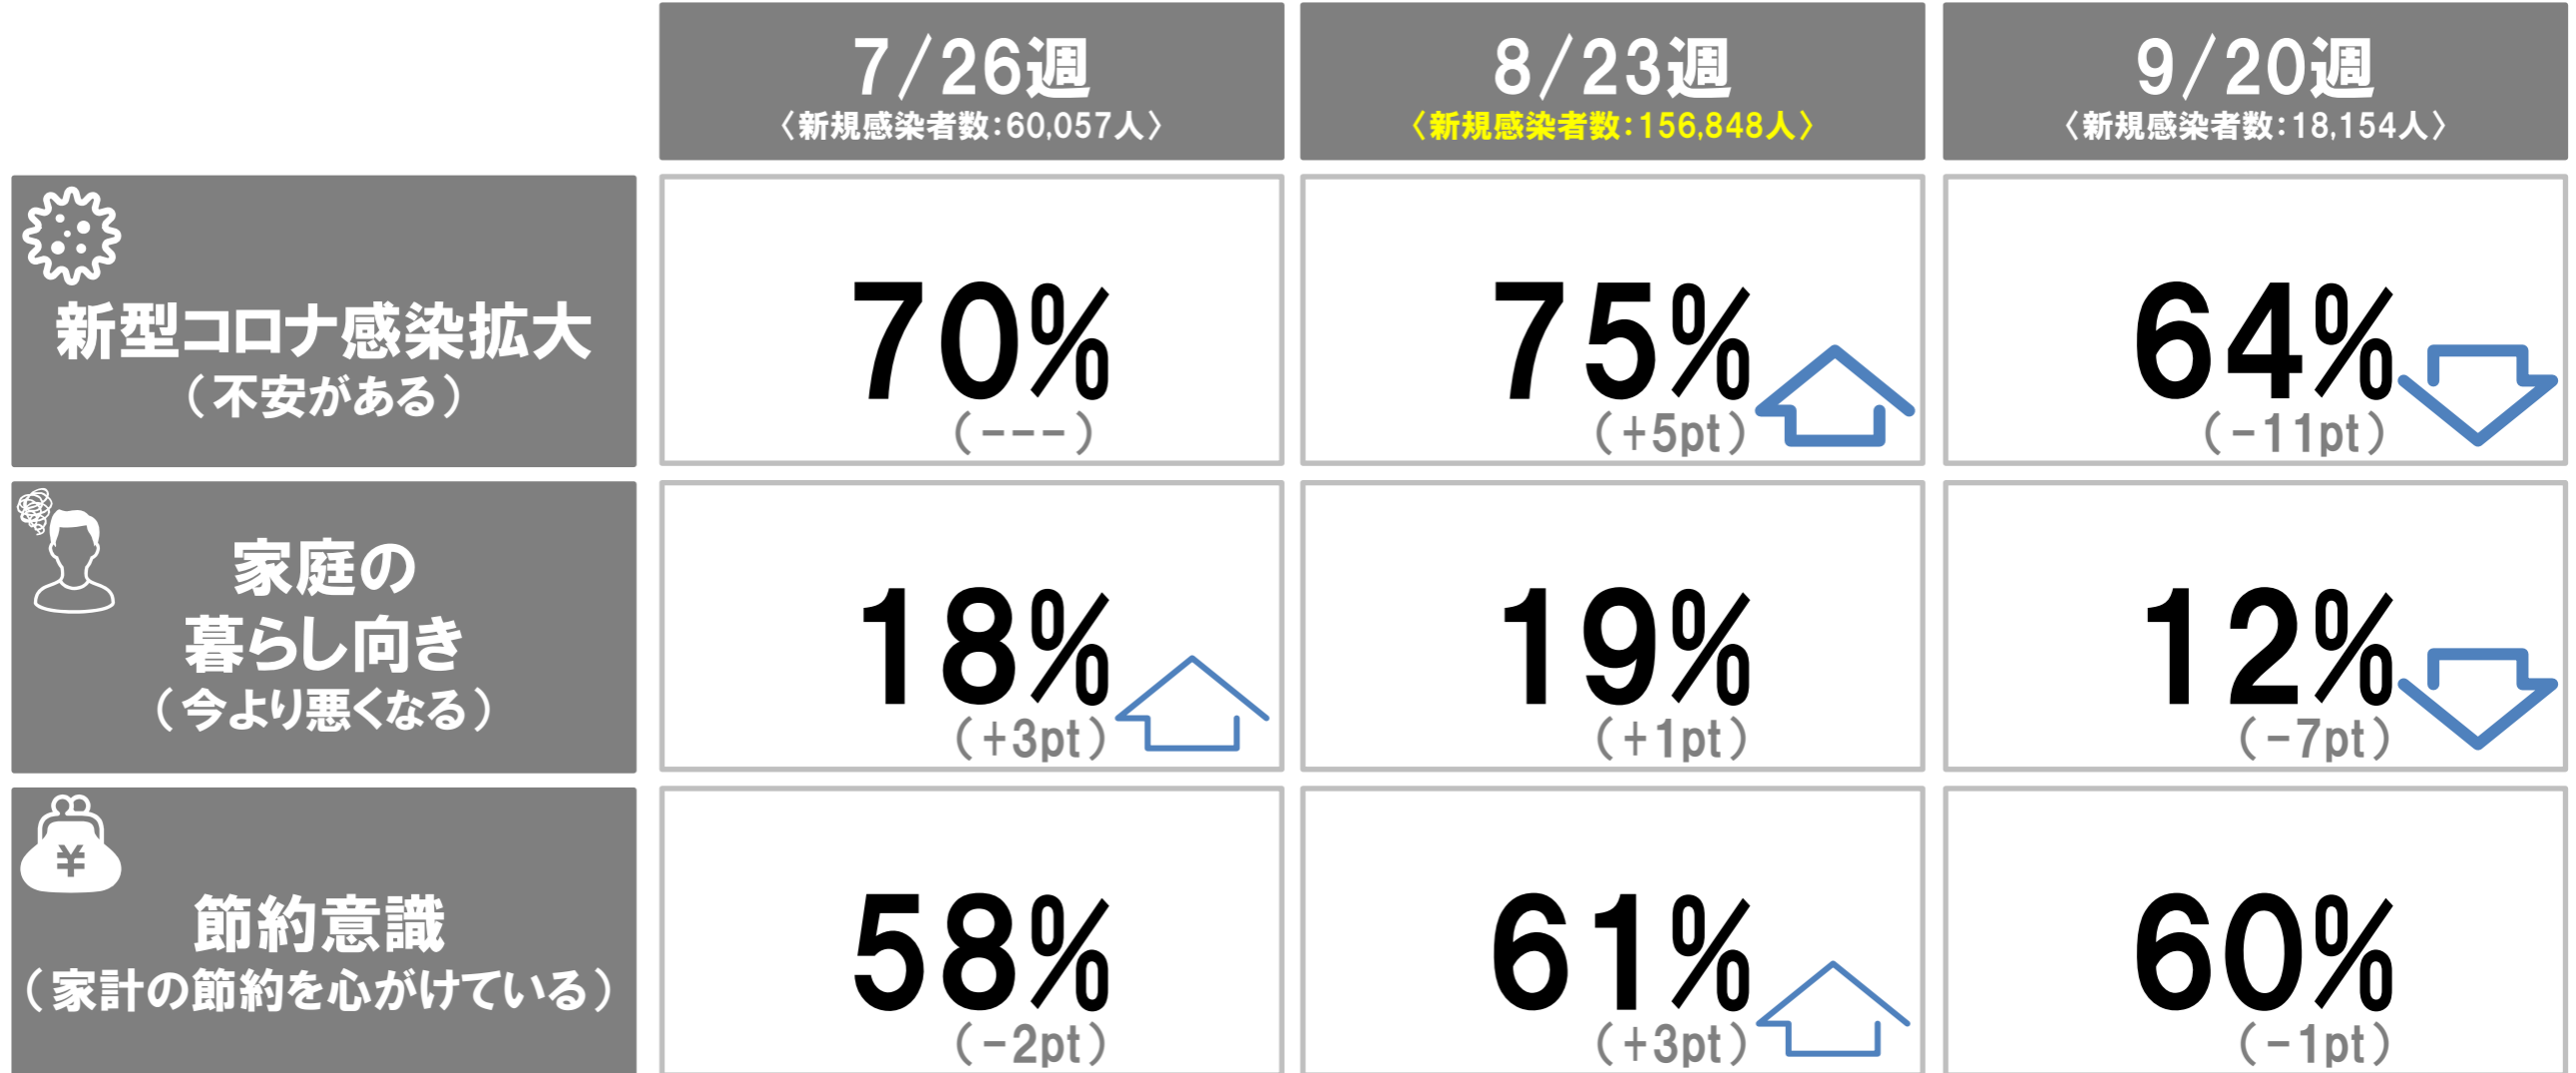 7/26週
〈新規感染者数：60,057人〉
8/23週
〈新規感染者数：156,848人〉
9/20週
〈新規感染者数：18,154人〉
新型コロナ感染拡大
（不安がある）
70%
（---）
75%
（+5pt）
64%
（-11pt）
家庭の
暮らし向き
（今より悪くなる）
18%
（+3pt）
19%
（+1pt）
12%
（-7pt）
¥
節約意識
（家計の節約を心がけている）
58%
（-2pt）
61%
（+3pt）
60%
（-1pt）